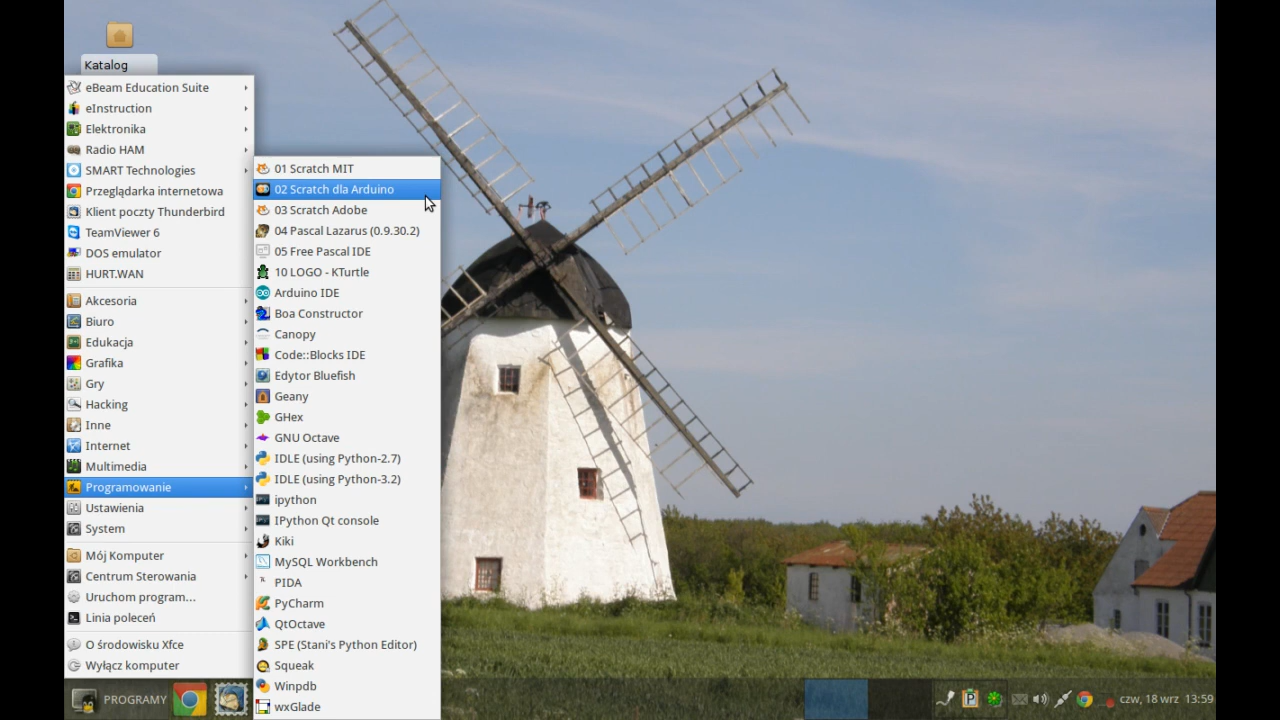 Katalog
eBeam Education Suite
eInstruction
Elektronika
Radio HAM
SMART Technologies
Przeglądarka internetowa
Klient poczty Thunderbird
TeamViewer 6
DOS emulator
HURT.WAN
Akcesoria
Biuro
Edukacja
Grafika
Gry
Hacking
Inne
Internet
Multimedia
Programowanie
Ustawienia
System
Mój Komputer
Centrum Sterowania
Uruchom program...
Linia poleceń
O środowisku Xfce
Wyłącz komputer
01 Scratch MIT
02 Scratch dla Arduino
03 Scratch Adobe
04 Pascal Lazarus (0.9.30.2)
05 Free Pascal IDE
10 LOGO - KTurtle
Arduino IDE
Boa Constructor
Canopy
Code::Blocks IDE
Edytor Bluefish
Geany
GHex
GNU Octave
IDLE (using Python-2.7)
IDLE (using Python-3.2)
ipython
IPython Qt console
Kiki
MySQL Workbench
PIDA
PyCharm
QtOctave
SPE (Stani's Python Editor)
Squeak
Winpdb
wxGlade
PROGRAMY
P
czw, 18 wrz 13:59